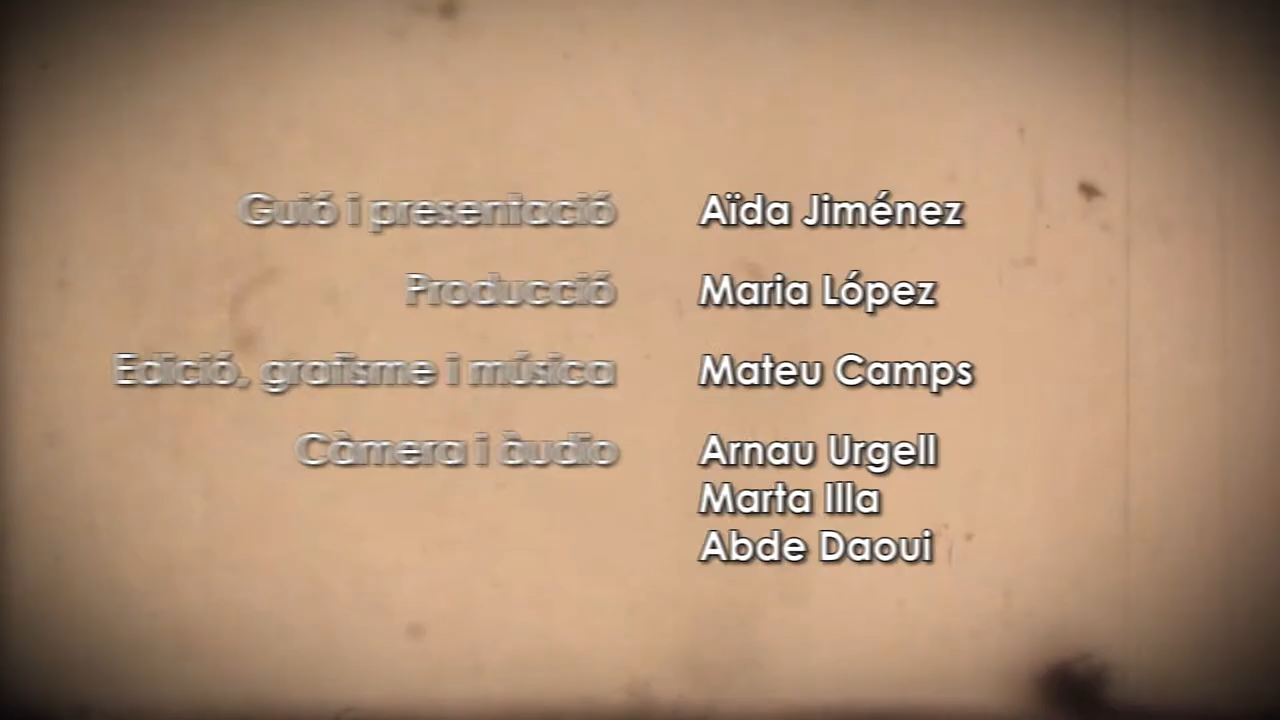 Guió i presentació Aïda Jiménez
Producció Maria López
Edició, grafisme i música Mateu Camps
Càmera i àudio Arnau Urgell
Marta Illa
Abde Daoui